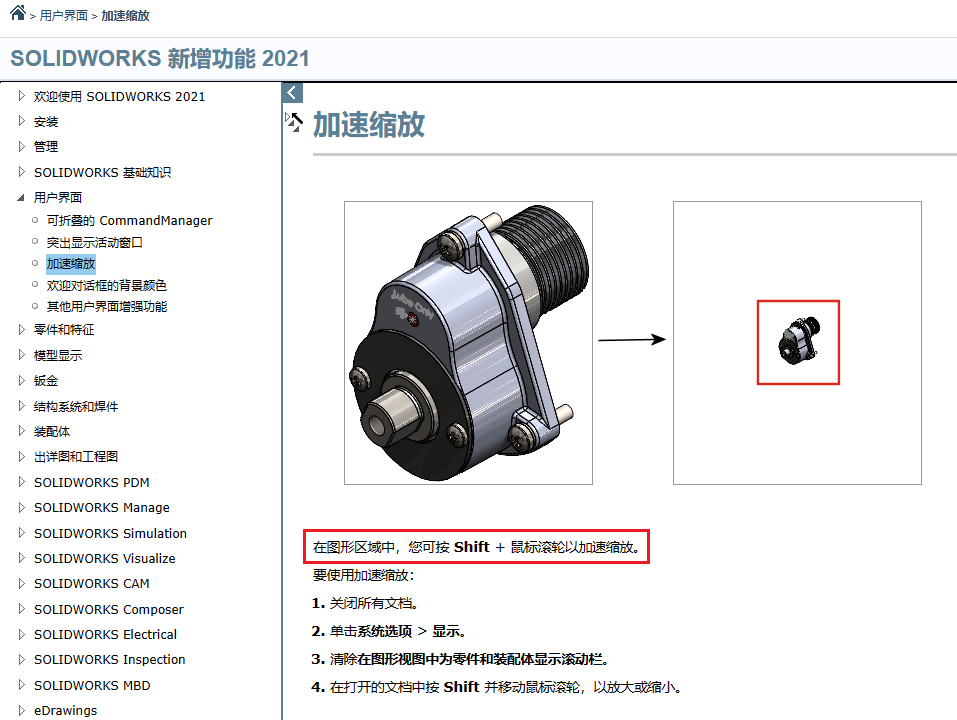 > 用户界面 > 加速缩放
SOLIDWORKS 新增功能 2021
欢迎使用 SOLIDWORKS 2021
安装
管理
SOLIDWORKS 基础知识
用户界面
可折叠的 CommandManager
突出显示活动窗口
加速缩放
欢迎对话框的背景颜色
其他用户界面增强功能
零件和特征
模型显示
钣金
结构系统和焊件
装配体
出详图和工程图
SOLIDWORKS PDM
SOLIDWORKS Manage
SOLIDWORKS Simulation
SOLIDWORKS Visualize
SOLIDWORKS CAM
SOLIDWORKS Composer
SOLIDWORKS Electrical
SOLIDWORKS Inspection
SOLIDWORKS MBD
eDrawings
加速缩放
在图形区域中，您可按 Shift + 鼠标滚轮以加速缩放。
要使用加速缩放：
1. 关闭所有文档。
2. 单击系统选项 > 显示。
3. 清除在图形视图中为零件和装配体显示滚动栏。
4. 在打开的文档中按 Shift 并移动鼠标滚轮，以放大或缩小。